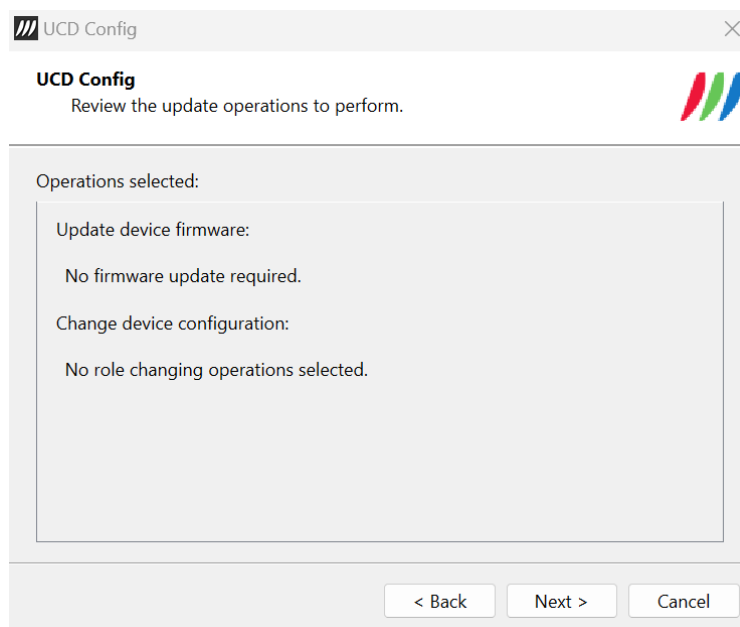 UCD Config
UCD Config
Review the update operations to perform.
Operations selected:
Update device firmware:
No firmware update required.
Change device configuration:
No role changing operations selected.
< Back Next > Cancel